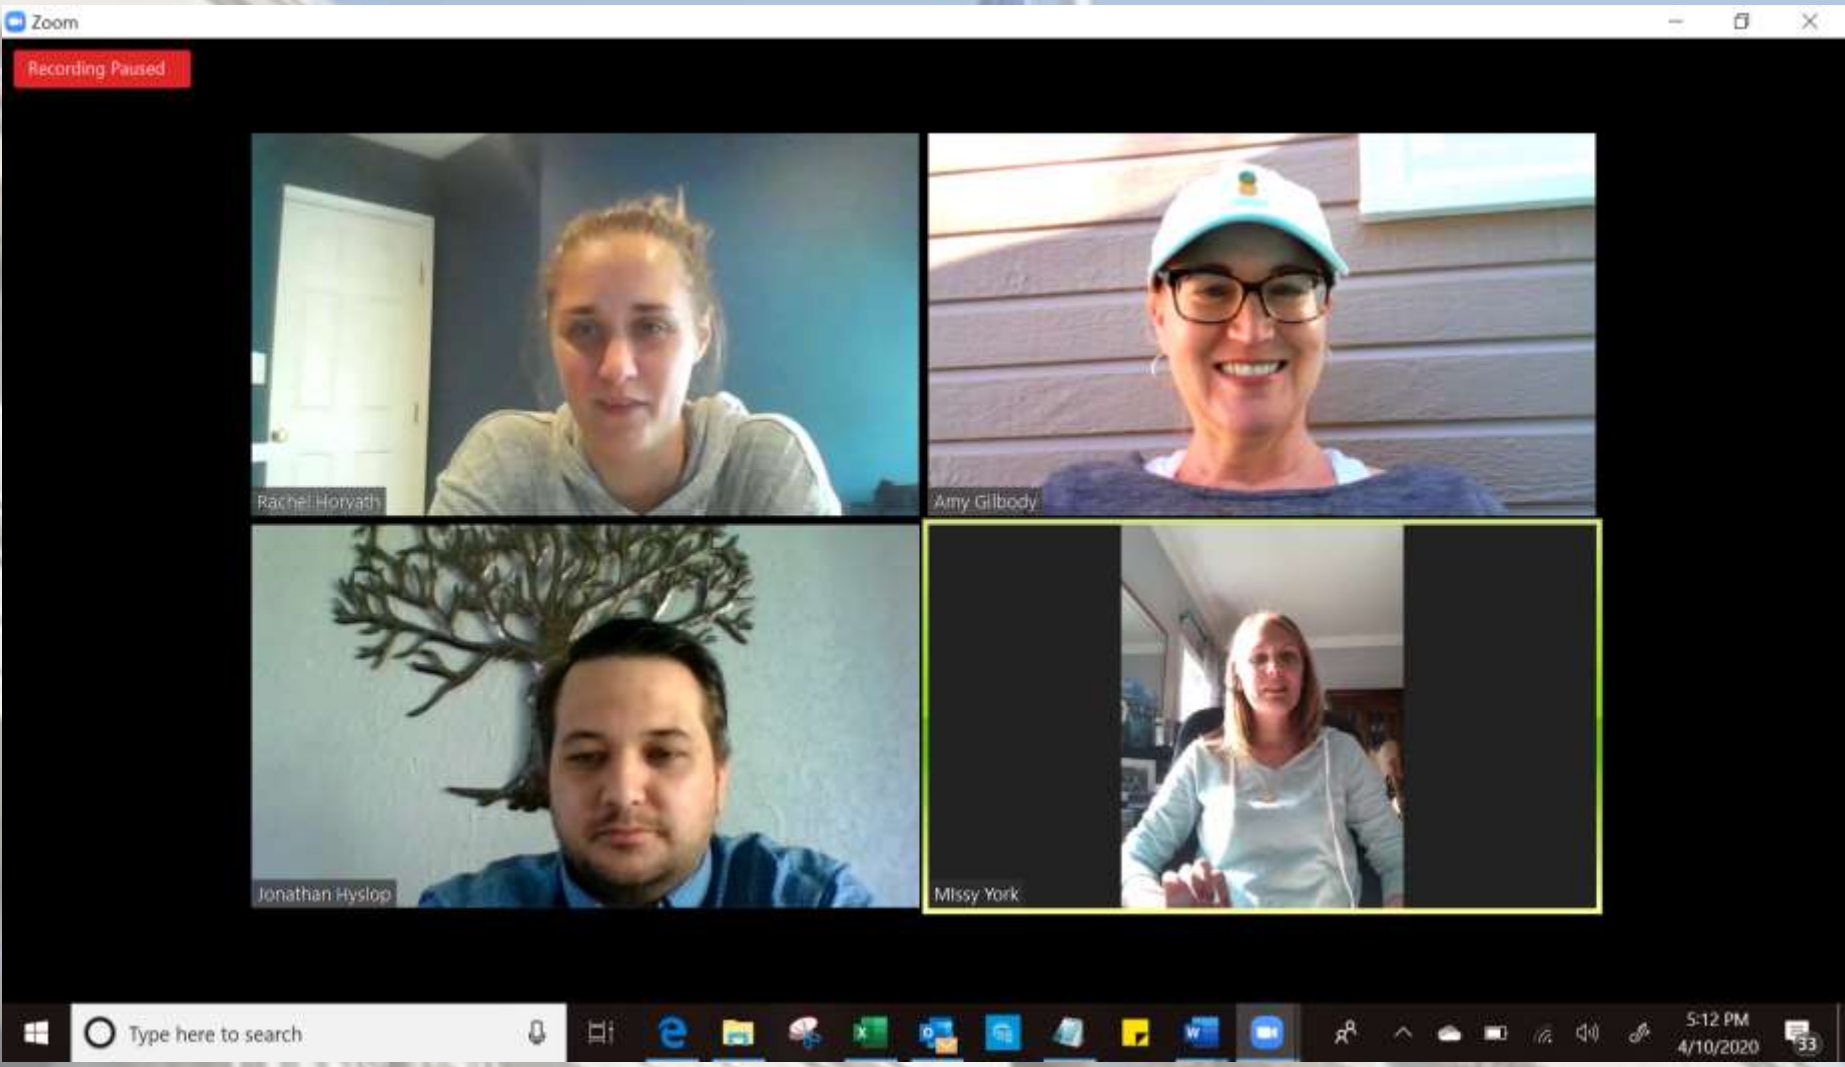 Zoom
Recording Paused
Rachel Horvath
Amy Gilbody
Jonathan Hyslop
Missy York
Type here to search
5:12 PM
4/10/2020
33